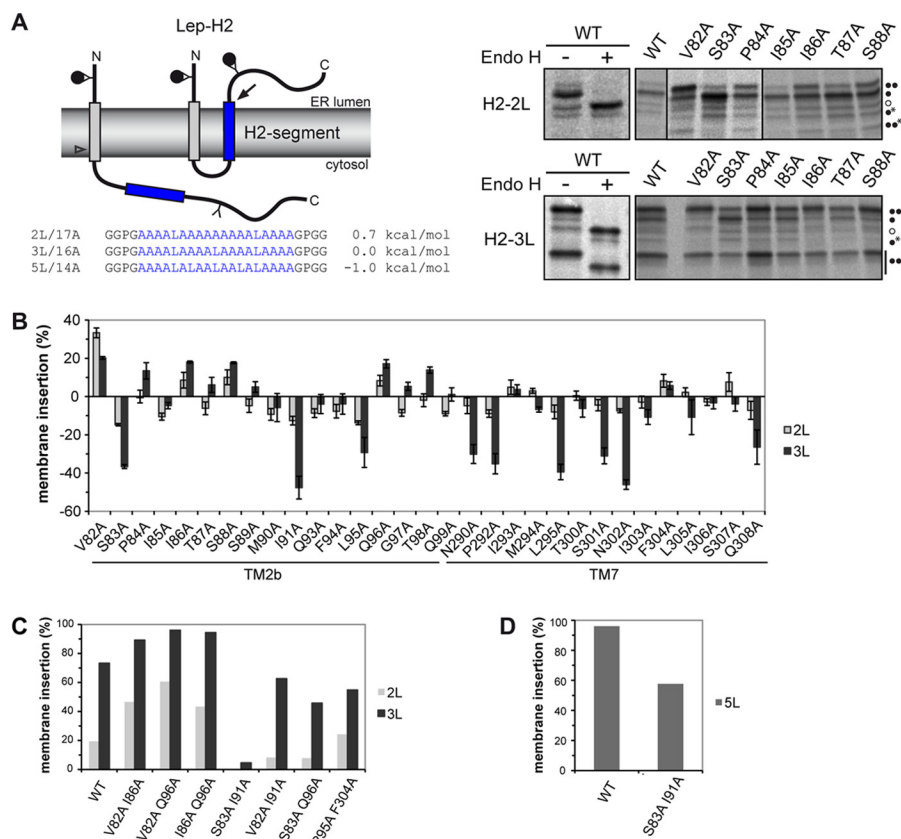 A
Lep-H2
N
N
C
ER lumen
H2-segment
cytosol
C
2L/17A GGPGAAAALAAAAAAAALAAAAGPGG 0.7 kcal/mol
3L/16A GGPGAAAALAAAALAAAALAAAAGPGG 0.0 kcal/mol
5L/14A GGPGAAAALALAALALAAAAGPGG -1.0 kcal/mol
WT
Endo H - +
WT V82A S83A P84A I85A I86A T87A S88A
H2-2L
WT
Endo H - +
WT V82A S83A P84A I85A I86A T87A S88A
H2-3L
B
membrane insertion (%)
40
20
0
-20
-40
-60
2L
3L
V82A S83A P84A I85A I86A T87A S88A S89A M90A I91A Q93A F94A L95A Q96A G97A T98A Q99A N290A P292A I293A M294A L295A T300A S301A N302A I303A F304A L305A I306A S307A Q308A
TM2b TM7
C
membrane insertion (%)
100
80
60
40
20
0
2L
3L
WT
V82A I86A
V82A Q96A
I86A Q96A
S83A I91A
V82A I91A
S83A Q96A
295A F304A
D
membrane insertion (%)
100
80
60
40
20
0
5L
WT
S83A I91A